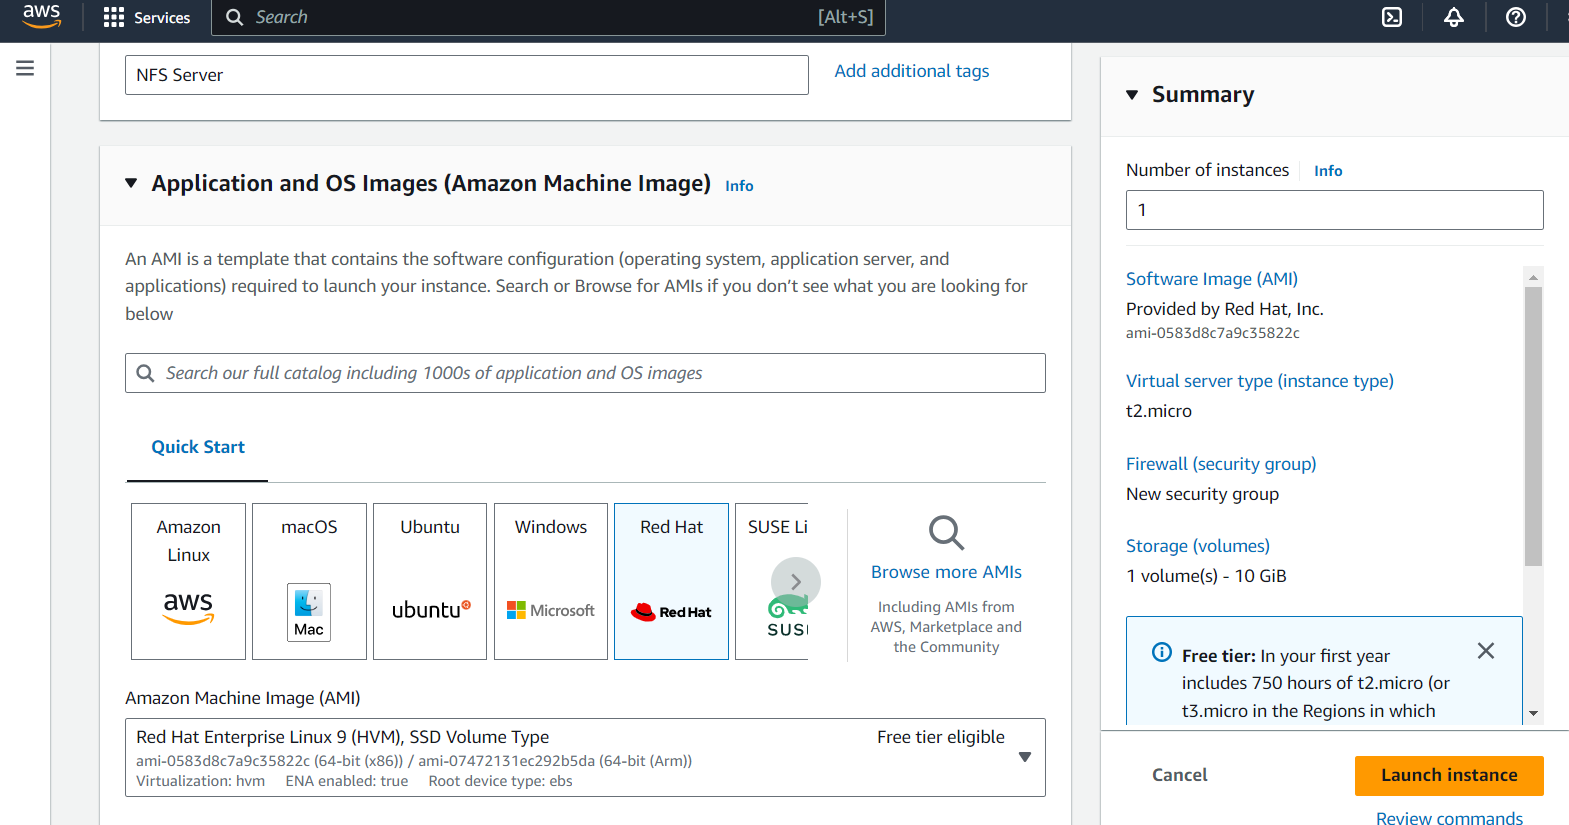 aws
Services
Search
[Alt+S]
NFS Server
Add additional tags
Application and OS Images (Amazon Machine Image)
Info
An AMI is a template that contains the software configuration (operating system, application server, and
applications) required to launch your instance. Search or Browse for AMIs if you don’t see what you are looking for
below
Search our full catalog including 1000s of application and OS images
Quick Start
Amazon
Linux
aws
macOS
Mac
Ubuntu
ubuntu
Windows
Microsoft
Red Hat
Red Hat
SUSE Li
SUS
Browse more AMIs
Including AMIs from
AWS, Marketplace and
the Community
Amazon Machine Image (AMI)
Red Hat Enterprise Linux 9 (HVM), SSD Volume Type
Free tier eligible
ami-0583d8c7a9c35822c (64-bit (x86)) / ami-07472131ec292b5da (64-bit (Arm))
Virtualization: hvm ENA enabled: true Root device type: ebs
Summary
Number of instances
Info
1
Software Image (AMI)
Provided by Red Hat, Inc.
ami-0583d8c7a9c35822c
Virtual server type (instance type)
t2.micro
Firewall (security group)
New security group
Storage (volumes)
1 volume(s) - 10 GiB
Free tier: In your first year
includes 750 hours of t2.micro (or
t3.micro in the Regions in which
Cancel
Launch instance
Review commands